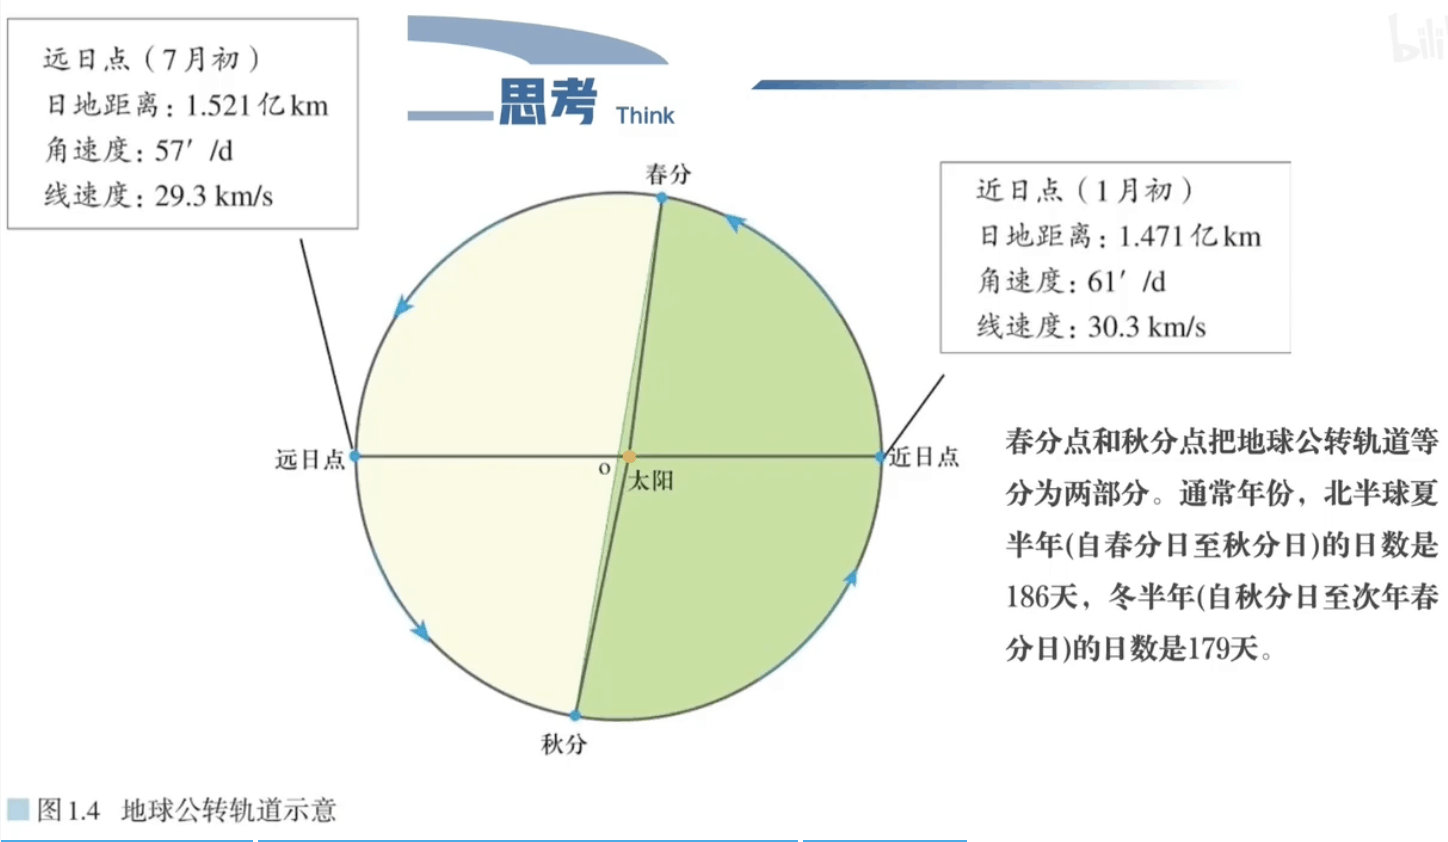 远日点（7月初）
日地距离：1.521亿km
角速度：57′/d
线速度：29.3 km/s
思考 Think
bili
春分
近日点（1月初）
日地距离：1.471亿km
角速度：61′/d
线速度：30.3 km/s
远日点
o
太阳
近日点
秋分
春分点和秋分点把地球公转轨道等
分为两部分。通常年份，北半球夏
半年(自春分日至秋分日)的日数是
186天，冬半年(自秋分日至次年春
分日)的日数是179天。
图1.4 地球公转轨道示意